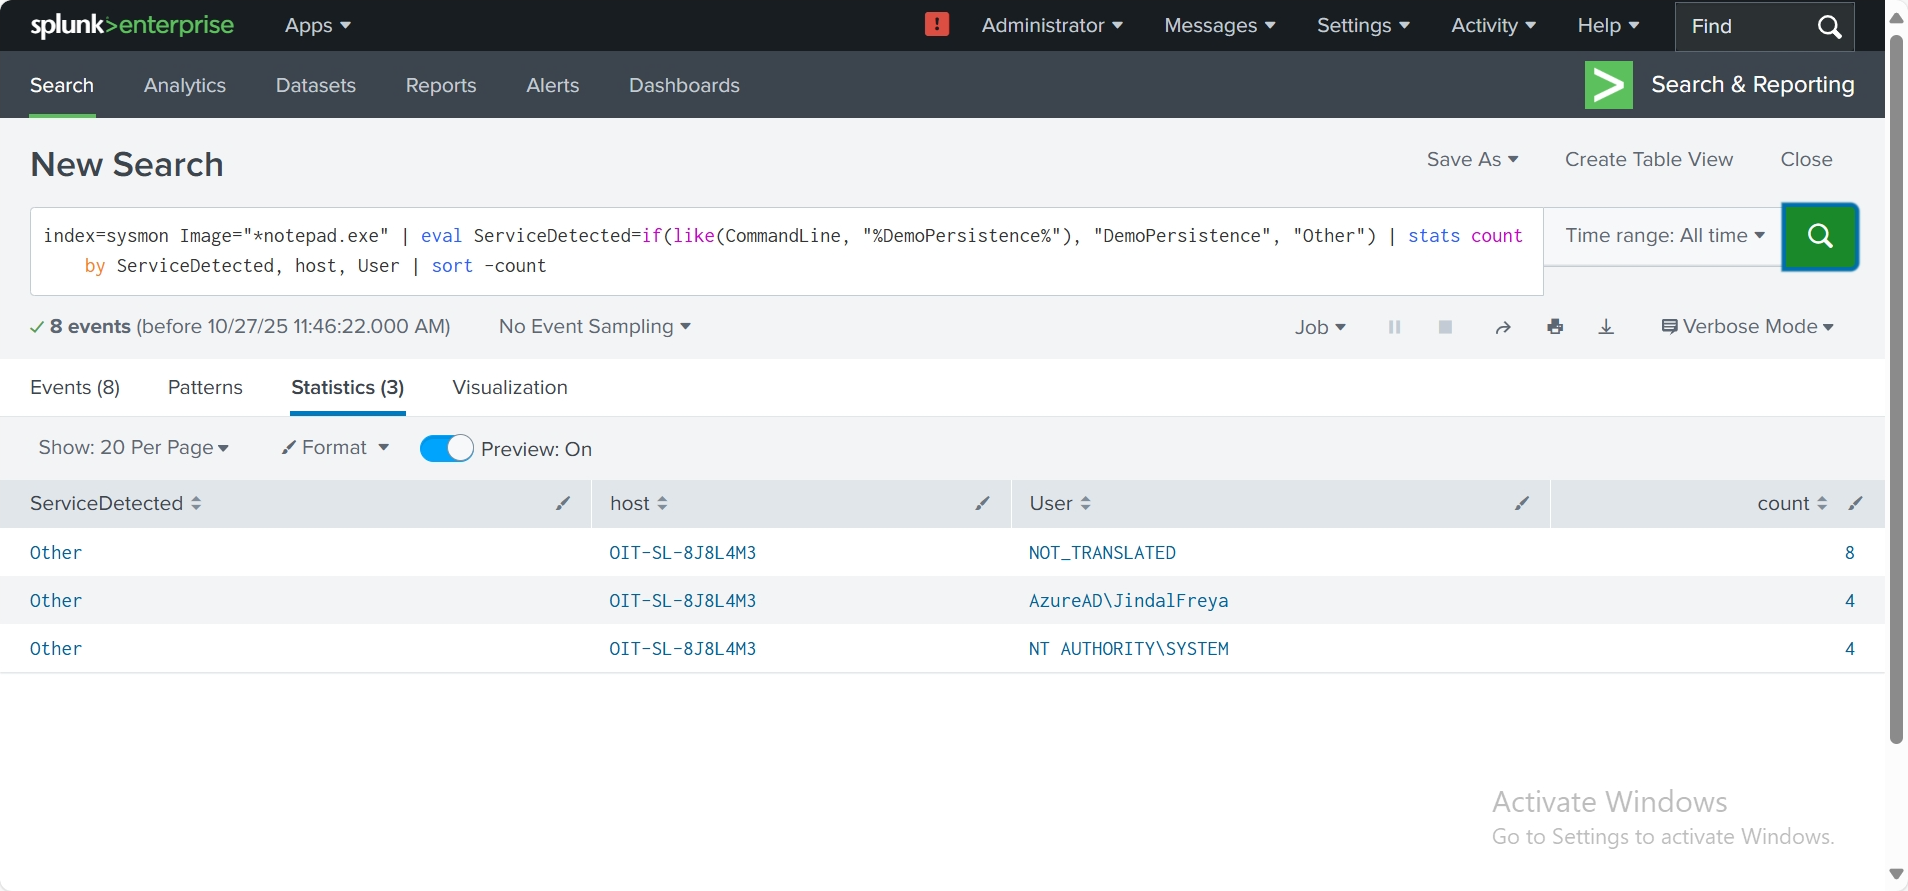 splunk>enterprise Apps Administrator Messages Settings Activity Help Find
Search Analytics Datasets Reports Alerts Dashboards Search & Reporting
New Search Save As Create Table View Close
index=sysmon Image="*notepad.exe" | eval ServiceDetected=if(like(CommandLine, "%DemoPersistence%"), "DemoPersistence", "Other") | stats count
by ServiceDetected, host, User | sort -count
Time range: All time
8 events (before 10/27/25 11:46:22.000 AM) No Event Sampling Job Verbose Mode
Events (8) Patterns Statistics (3) Visualization
Show: 20 Per Page Format Preview: On
ServiceDetected host User count
Other OIT-SL-8J8L4M3 NOT_TRANSLATED 8
Other OIT-SL-8J8L4M3 AzureAD\JindalFreya 4
Other OIT-SL-8J8L4M3 NT AUTHORITY\SYSTEM 4
Activate Windows
Go to Settings to activate Windows.